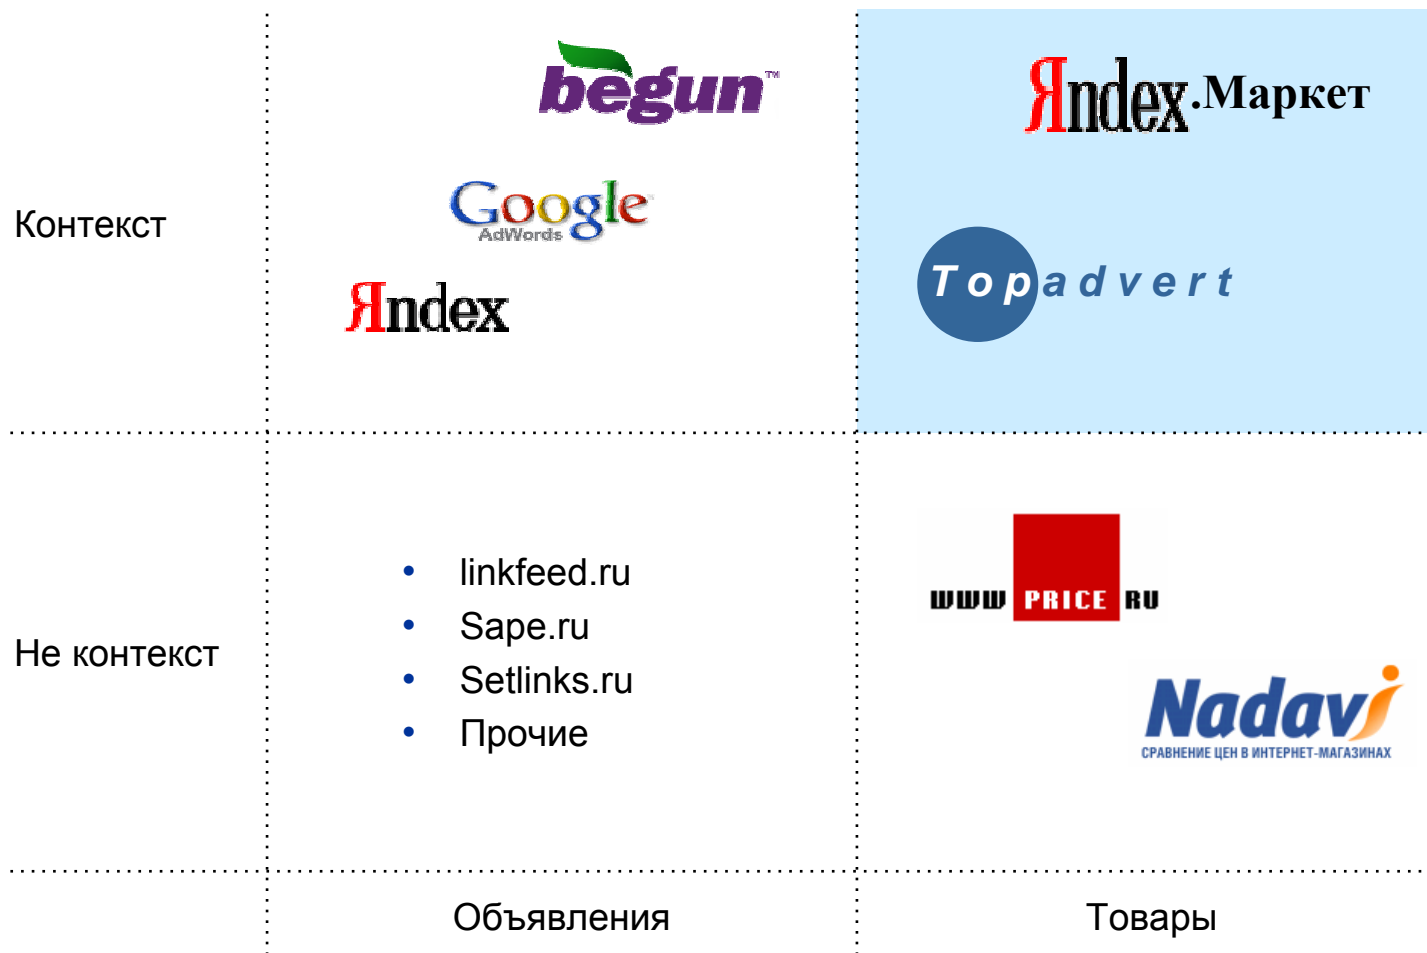 begun™
Яndex.Маркет
Контекст
Google
AdWords
Topadvert
Яndex
Не контекст
• linkfeed.ru
• Sape.ru
• Setlinks.ru
• Прочие
WWW PRICE RU
Nadavi
СРАВНЕНИЕ ЦЕН В ИНТЕРНЕТ-МАГАЗИНАХ
Объявления
Товары